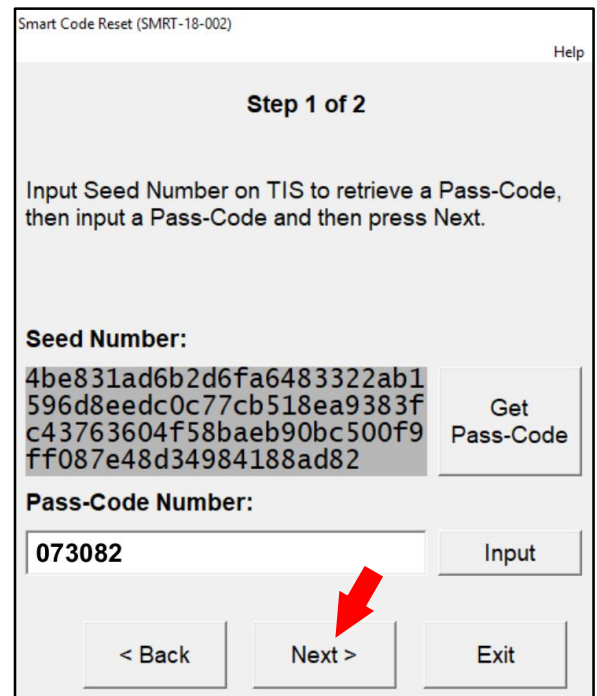 Smart Code Reset (SMRT-18-002)
Help
Step 1 of 2
Input Seed Number on TIS to retrieve a Pass-Code,
then input a Pass-Code and then press Next.
Seed Number:
4be831ad6b2d6fa6483322ab1
596d8eedc0c77cb518ea9383f
c43763604f58baeb90bc500f9
ff087e48d34984188ad82
Get
Pass-Code
Pass-Code Number:
073082
Input
< Back
Next >
Exit